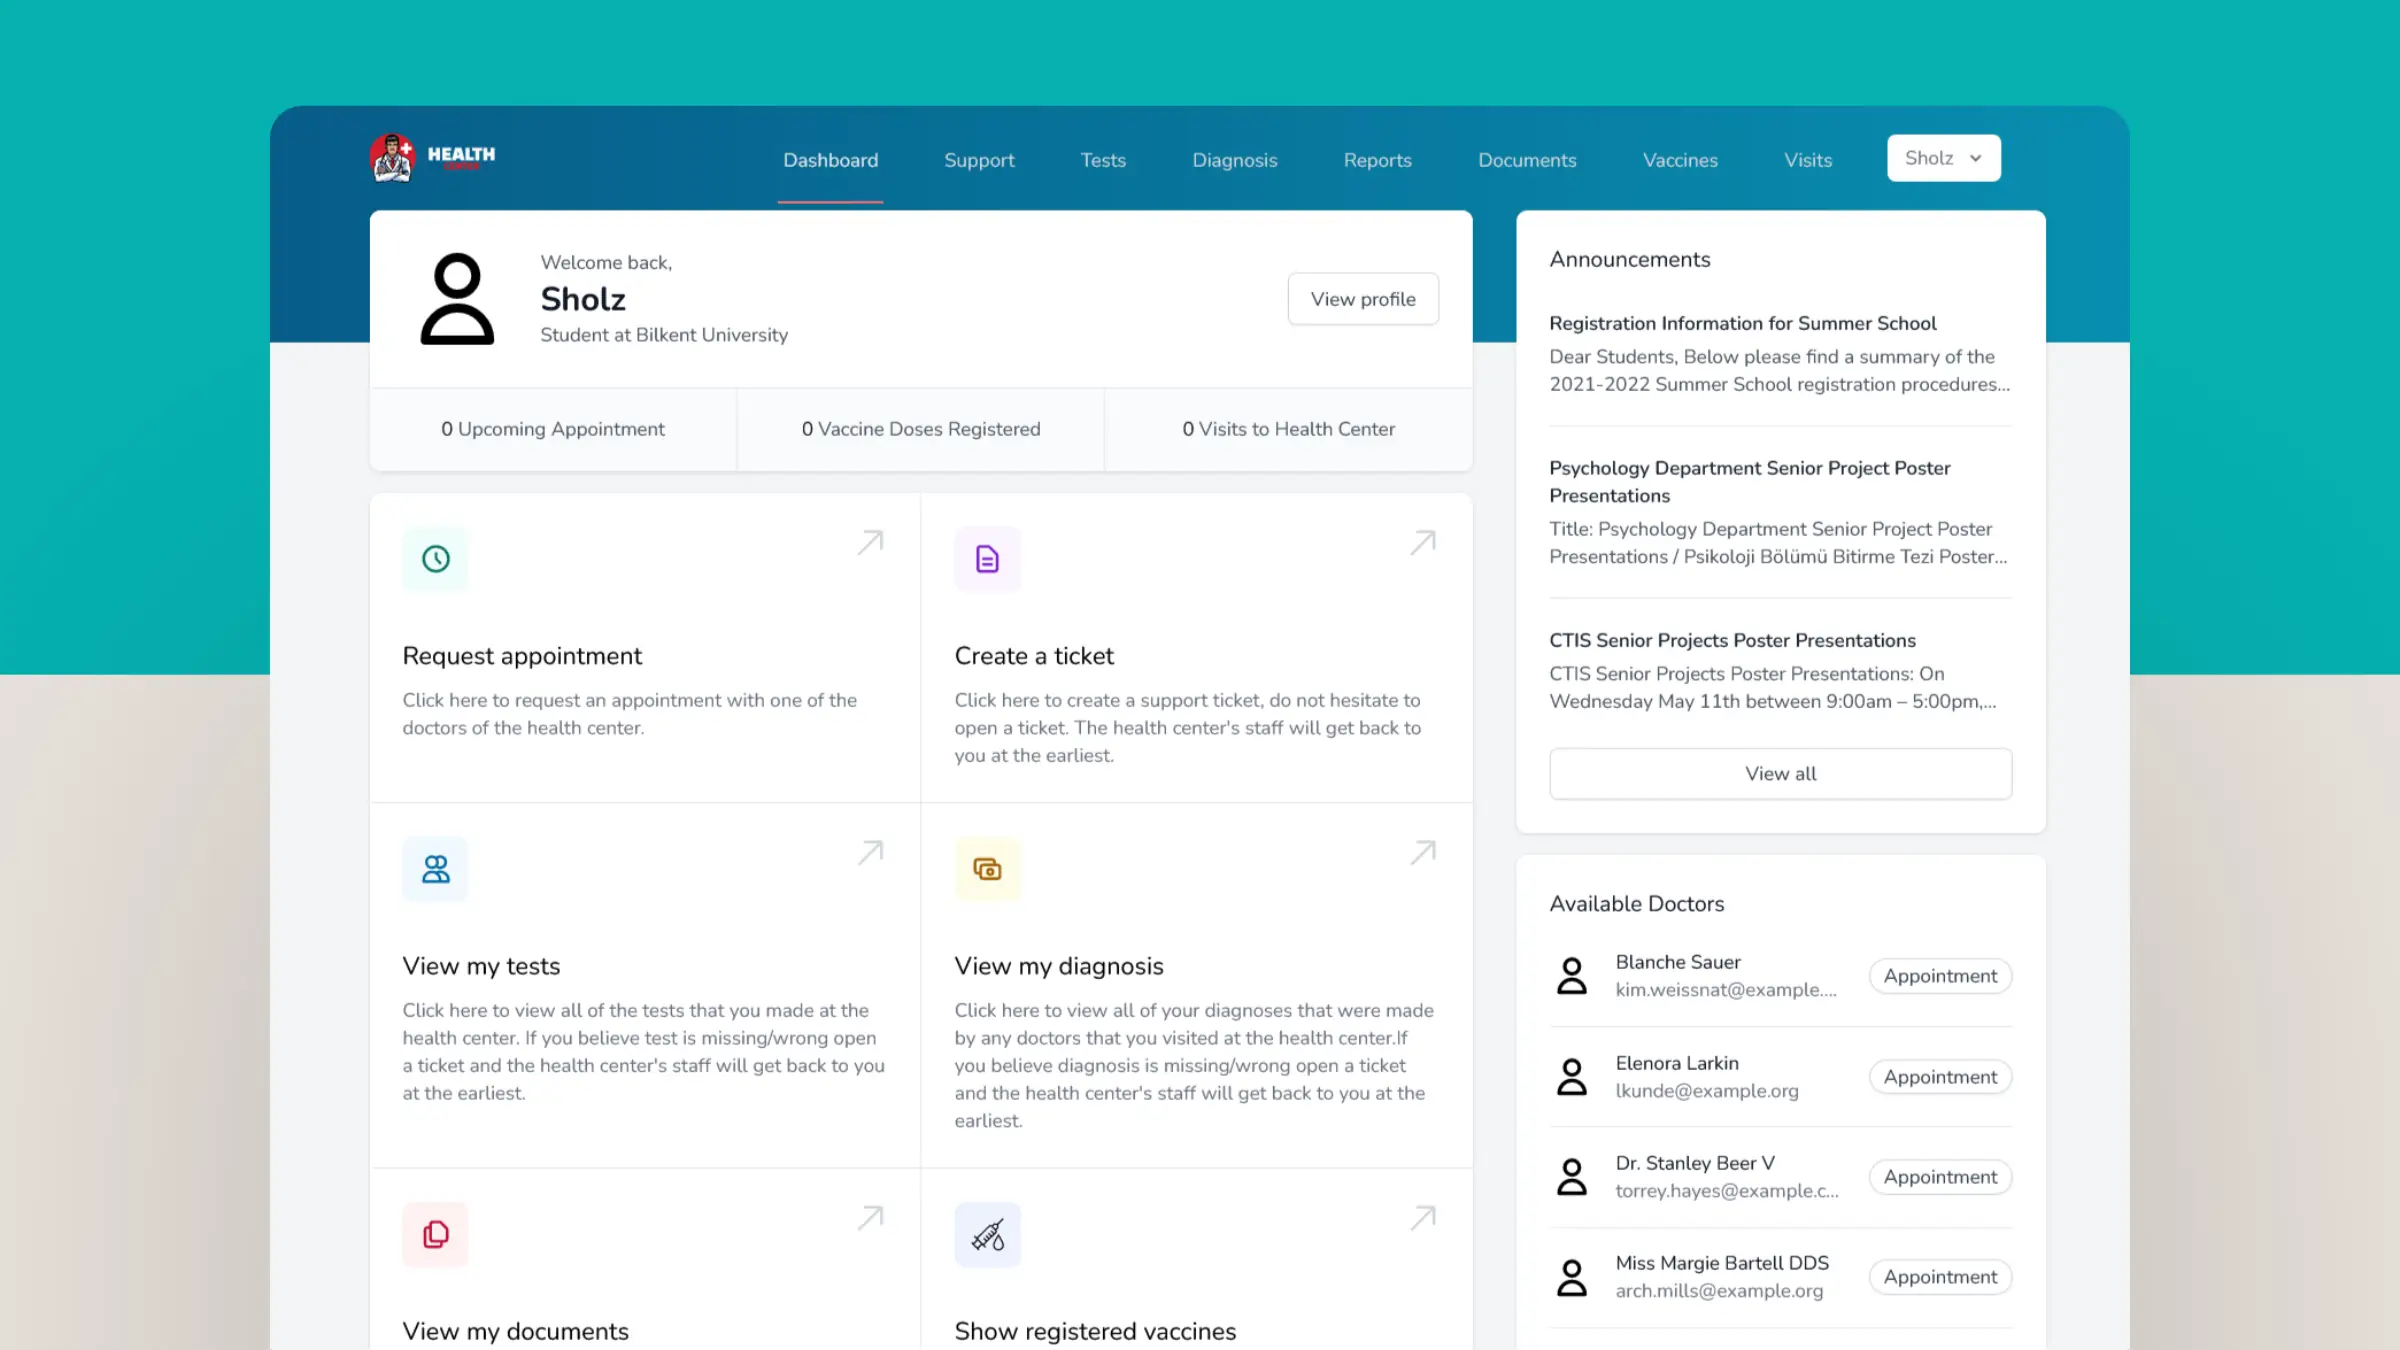 HEALTH
CENTER
Dashboard
Support
Tests
Diagnosis
Reports
Documents
Vaccines
Visits
Sholz
Welcome back,
Sholz
Student at Bilkent University
View profile
0 Upcoming Appointment
0 Vaccine Doses Registered
0 Visits to Health Center
Request appointment
Click here to request an appointment with one of the
doctors of the health center.
Create a ticket
Click here to create a support ticket, do not hesitate to
open a ticket. The health center's staff will get back to
you at the earliest.
View my tests
Click here to view all of the tests that you made at the
health center. If you believe test is missing/wrong open
a ticket and the health center's staff will get back to you
at the earliest.
View my diagnosis
Click here to view all of your diagnoses that were made
by any doctors that you visited at the health center.If
you believe diagnosis is missing/wrong open a ticket
and the health center's staff will get back to you at the
earliest.
View my documents
Show registered vaccines
Announcements
Registration Information for Summer School
Dear Students, Below please find a summary of the
2021-2022 Summer School registration procedures...
Psychology Department Senior Project Poster
Presentations
Title: Psychology Department Senior Project Poster
Presentations / Psikoloji Bölümü Bitirme Tezi Poster...
CTIS Senior Projects Poster Presentations
CTIS Senior Projects Poster Presentations: On
Wednesday May 11th between 9:00am – 5:00pm,...
View all
Available Doctors
Blanche Sauer
kim.weissnat@example....
Appointment
Elenora Larkin
lkunde@example.org
Appointment
Dr. Stanley Beer V
torrey.hayes@example.c...
Appointment
Miss Margie Bartell DDS
arch.mills@example.org
Appointment